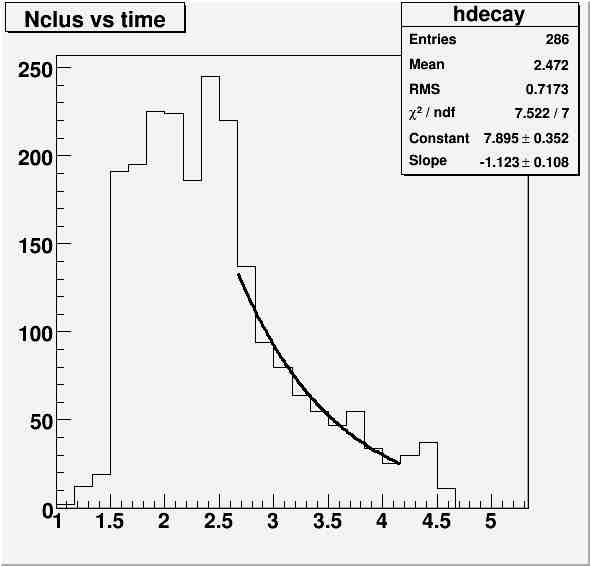 Nclus vs time
hdecay
Entries 286
Mean 2.472
RMS 0.7173
χ² / ndf 7.522 / 7
Constant 7.895 ± 0.352
Slope -1.123 ± 0.108
250
200
150
100
50
0
1 1.5 2 2.5 3 3.5 4 4.5 5